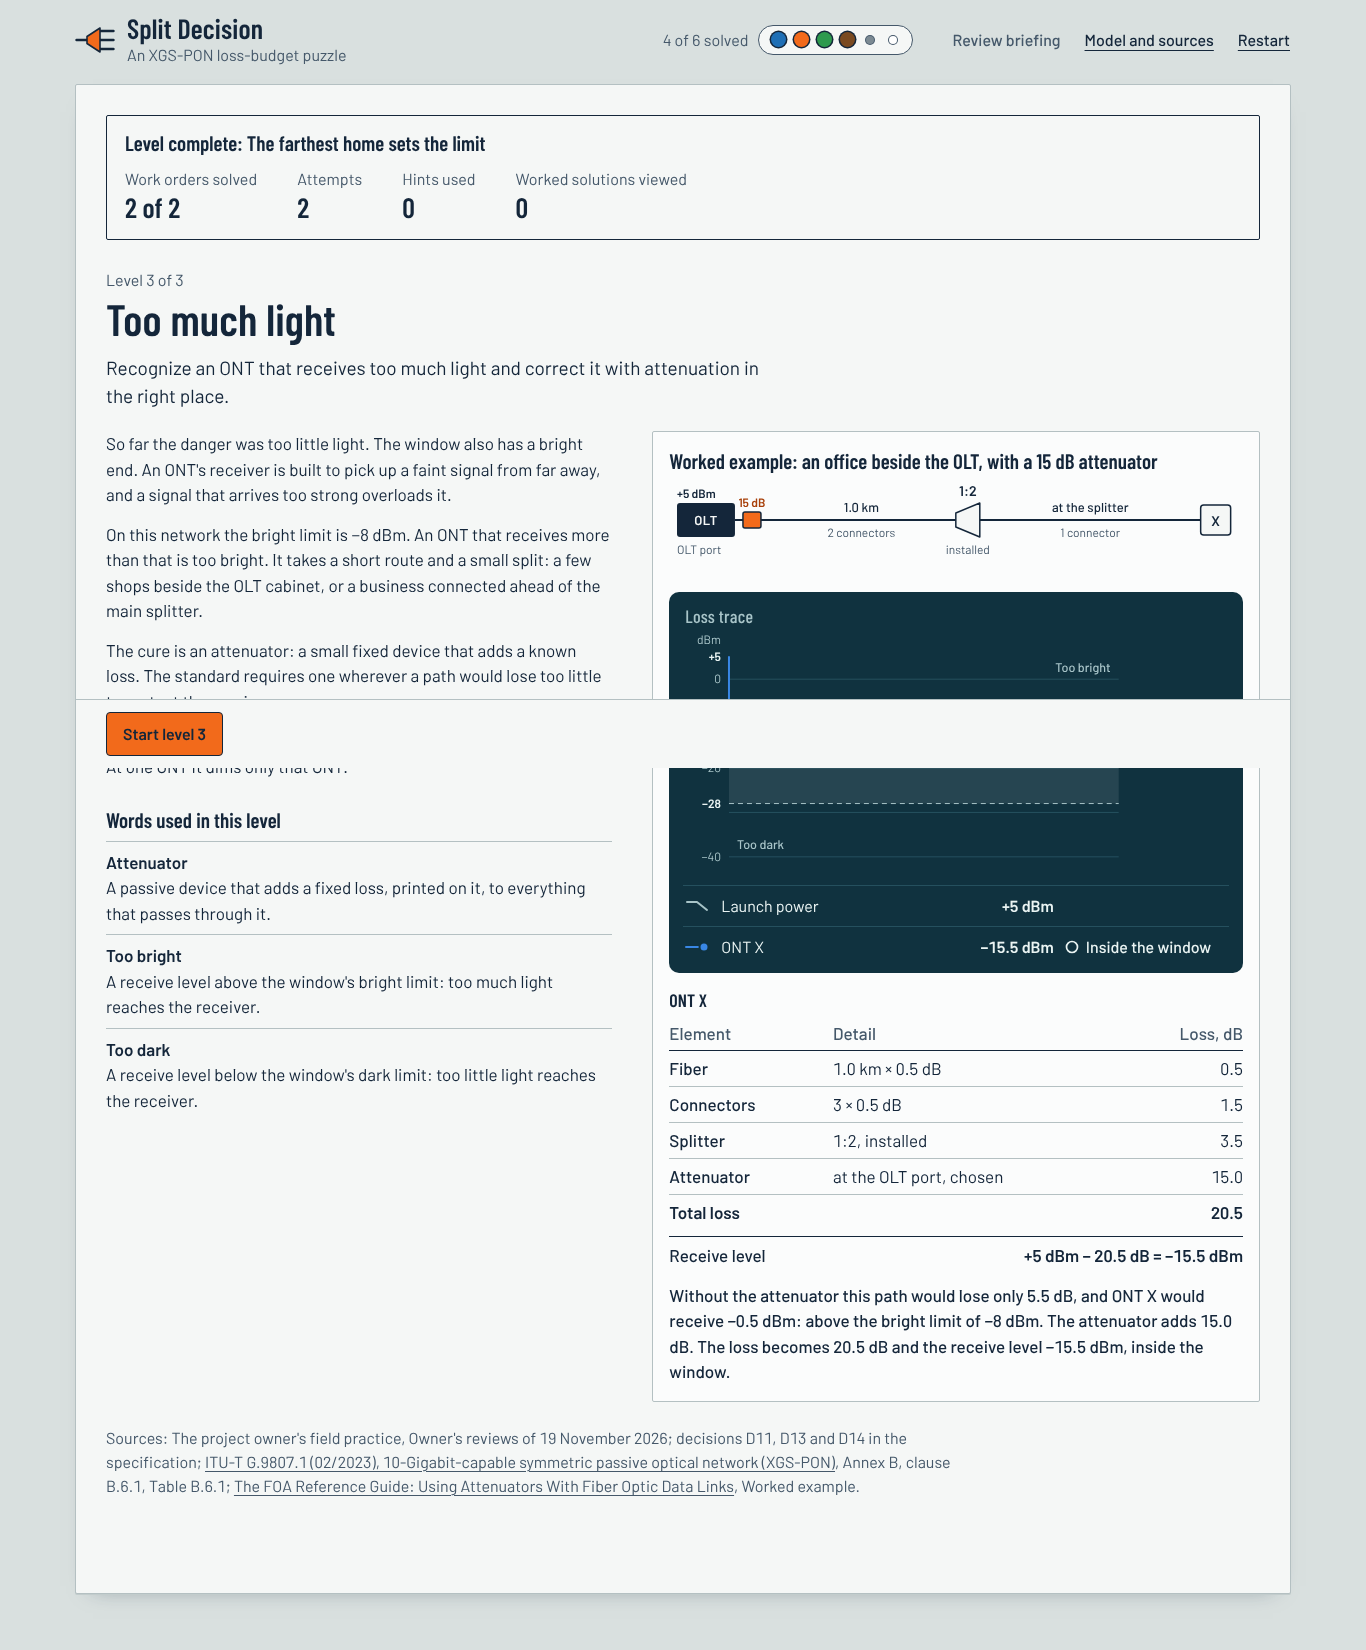 Split Decision
An XGS-PON loss-budget puzzle
4 of 6 solved
Review briefing
Model and sources
Restart
Level complete: The farthest home sets the limit
Work orders solved
2 of 2
Attempts
2
Hints used
0
Worked solutions viewed
0
Level 3 of 3
Too much light
Recognize an ONT that receives too much light and correct it with attenuation in
the right place.
So far the danger was too little light. The window also has a bright
end. An ONT's receiver is built to pick up a faint signal from far away,
and a signal that arrives too strong overloads it.
On this network the bright limit is −8 dBm. An ONT that receives more
than that is too bright. It takes a short route and a small split: a few
shops beside the OLT cabinet, or a business connected ahead of the
main splitter.
The cure is an attenuator: a small fixed device that adds a known
loss. The standard requires one wherever a path would lose too little
Start level 3
At one ONT it dims only that ONT.
Words used in this level
Attenuator
A passive device that adds a fixed loss, printed on it, to everything
that passes through it.
Too bright
A receive level above the window's bright limit: too much light
reaches the receiver.
Too dark
A receive level below the window's dark limit: too little light reaches
the receiver.
Worked example: an office beside the OLT, with a 15 dB attenuator
+5 dBm
15 dB
OLT
OLT port
1.0 km
2 connectors
1:2
installed
at the splitter
1 connector
X
Loss trace
dBm
+5
0
Too bright
−20
−28
Too dark
−40
Launch power +5 dBm
ONT X −15.5 dBm Inside the window
ONT X
Element Detail Loss, dB
Fiber 1.0 km × 0.5 dB 0.5
Connectors 3 × 0.5 dB 1.5
Splitter 1:2, installed 3.5
Attenuator at the OLT port, chosen 15.0
Total loss 20.5
Receive level +5 dBm − 20.5 dB = −15.5 dBm
Without the attenuator this path would lose only 5.5 dB, and ONT X would
receive −0.5 dBm: above the bright limit of −8 dBm. The attenuator adds 15.0
dB. The loss becomes 20.5 dB and the receive level −15.5 dBm, inside the
window.
Sources: The project owner's field practice, Owner's reviews of 19 November 2026; decisions D11, D13 and D14 in the
specification; ITU-T G.9807.1 (02/2023), 10-Gigabit-capable symmetric passive optical network (XGS-PON), Annex B, clause
B.6.1, Table B.6.1; The FOA Reference Guide: Using Attenuators With Fiber Optic Data Links, Worked example.